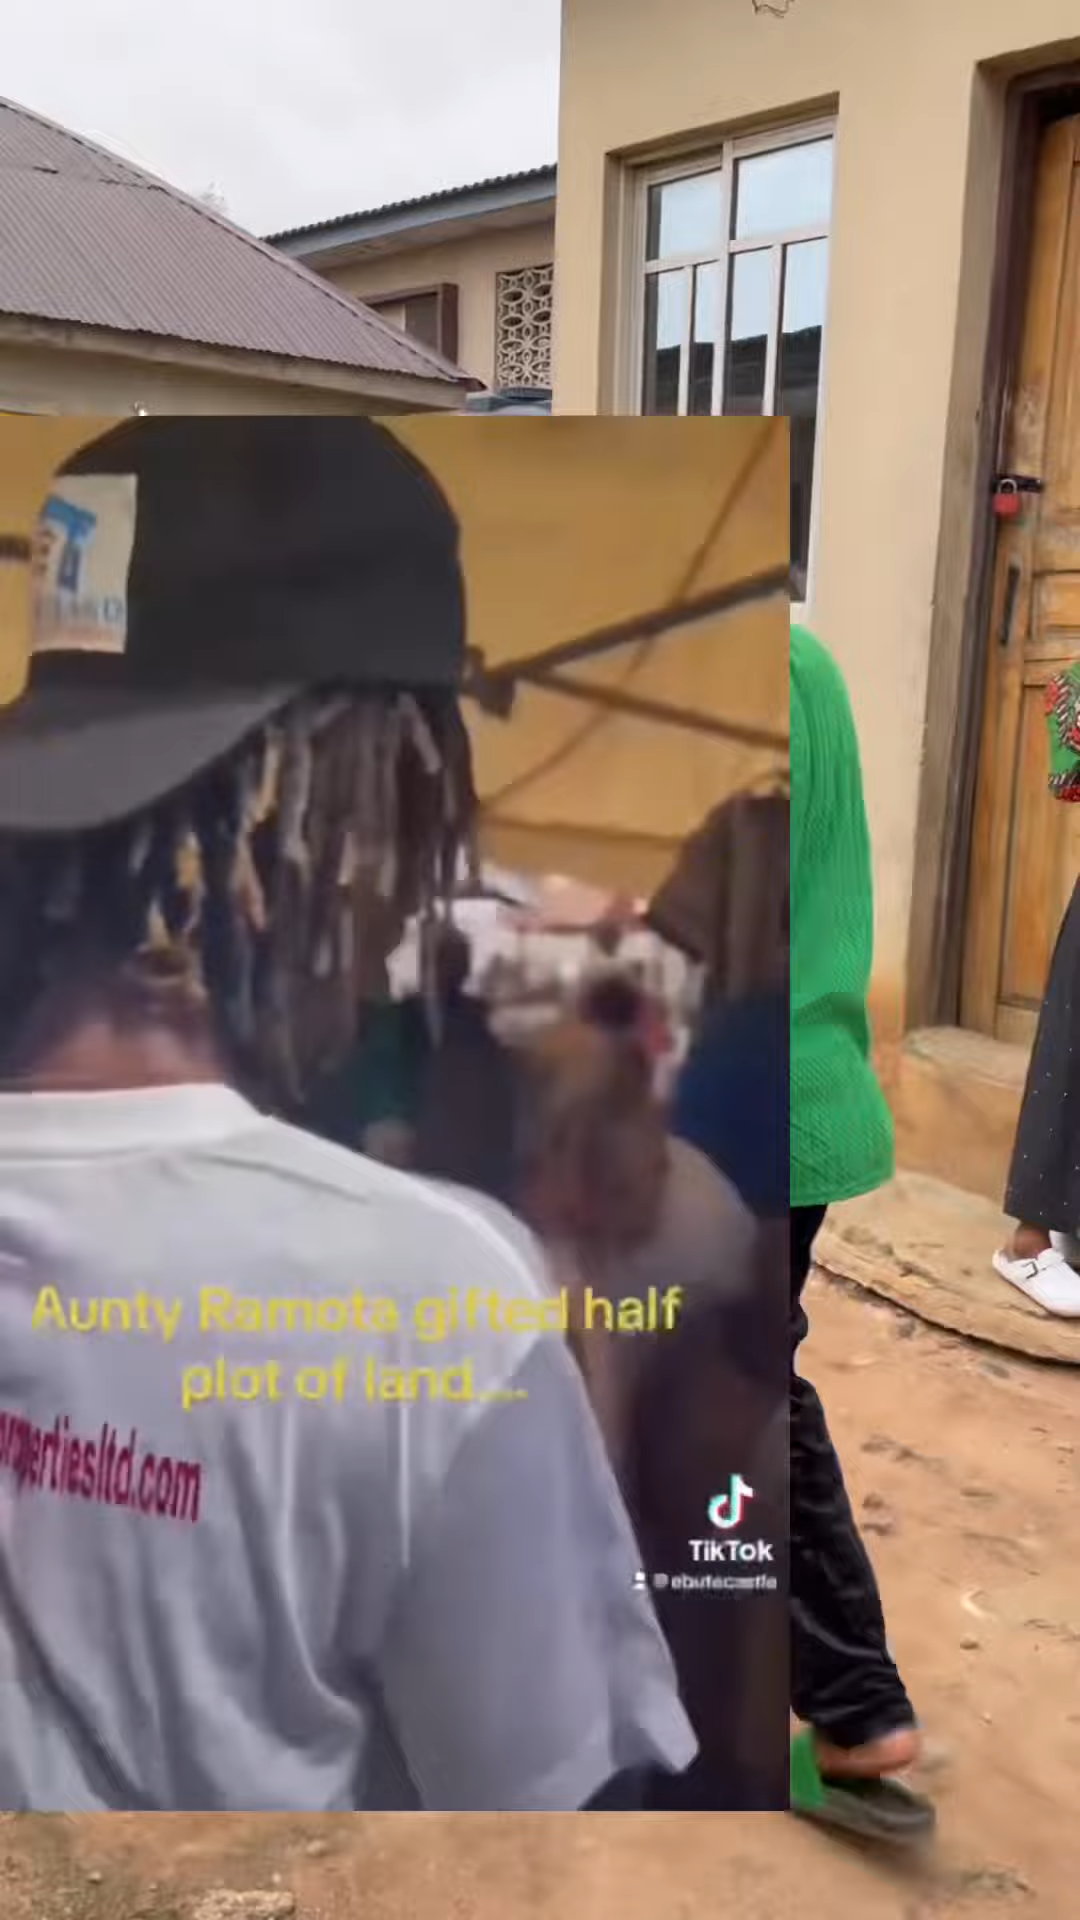 Aunty Ramota gifted half
plot of land....
propertiesltd.com
TikTok
@ebutecastle